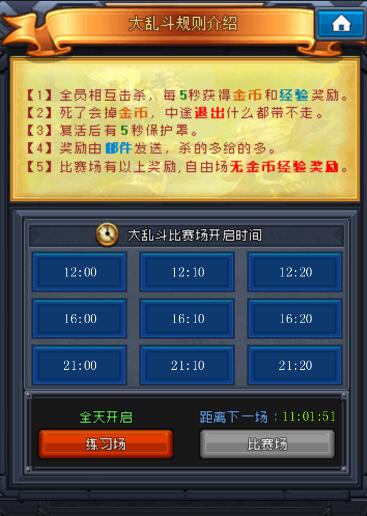 大乱斗规则介绍
【1】全员相互击杀，每5秒获得金币和经验奖励。
【2】死了会掉金币，中途退出什么都带不走。
【3】复活后有5秒保护罩。
【4】奖励由邮件发送，杀的多给的多。
【5】比赛场有以上奖励,自由场无金币经验奖励。
大乱斗比赛场开启时间
12:00 12:10 12:20
16:00 16:10 16:20
21:00 21:10 21:20
全天开启 距离下一场：11:01:51
练习场 比赛场